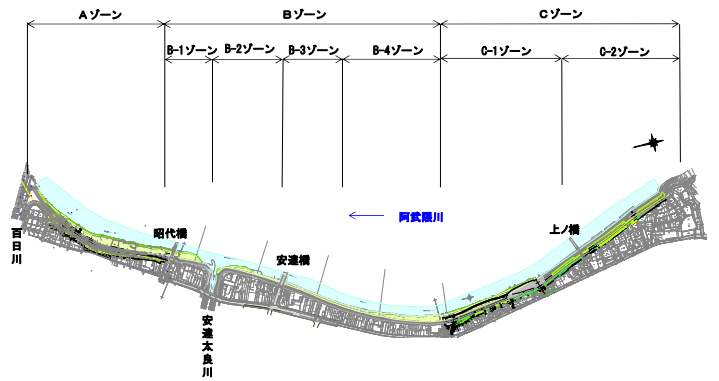 Aゾーン
Bゾーン
Cゾーン
B-1ゾーン
B-2ゾーン
B-3ゾーン
B-4ゾーン
C-1ゾーン
C-2ゾーン
阿武隈川
上ノ橋
昭代橋
安達橋
百日川
安達太良川